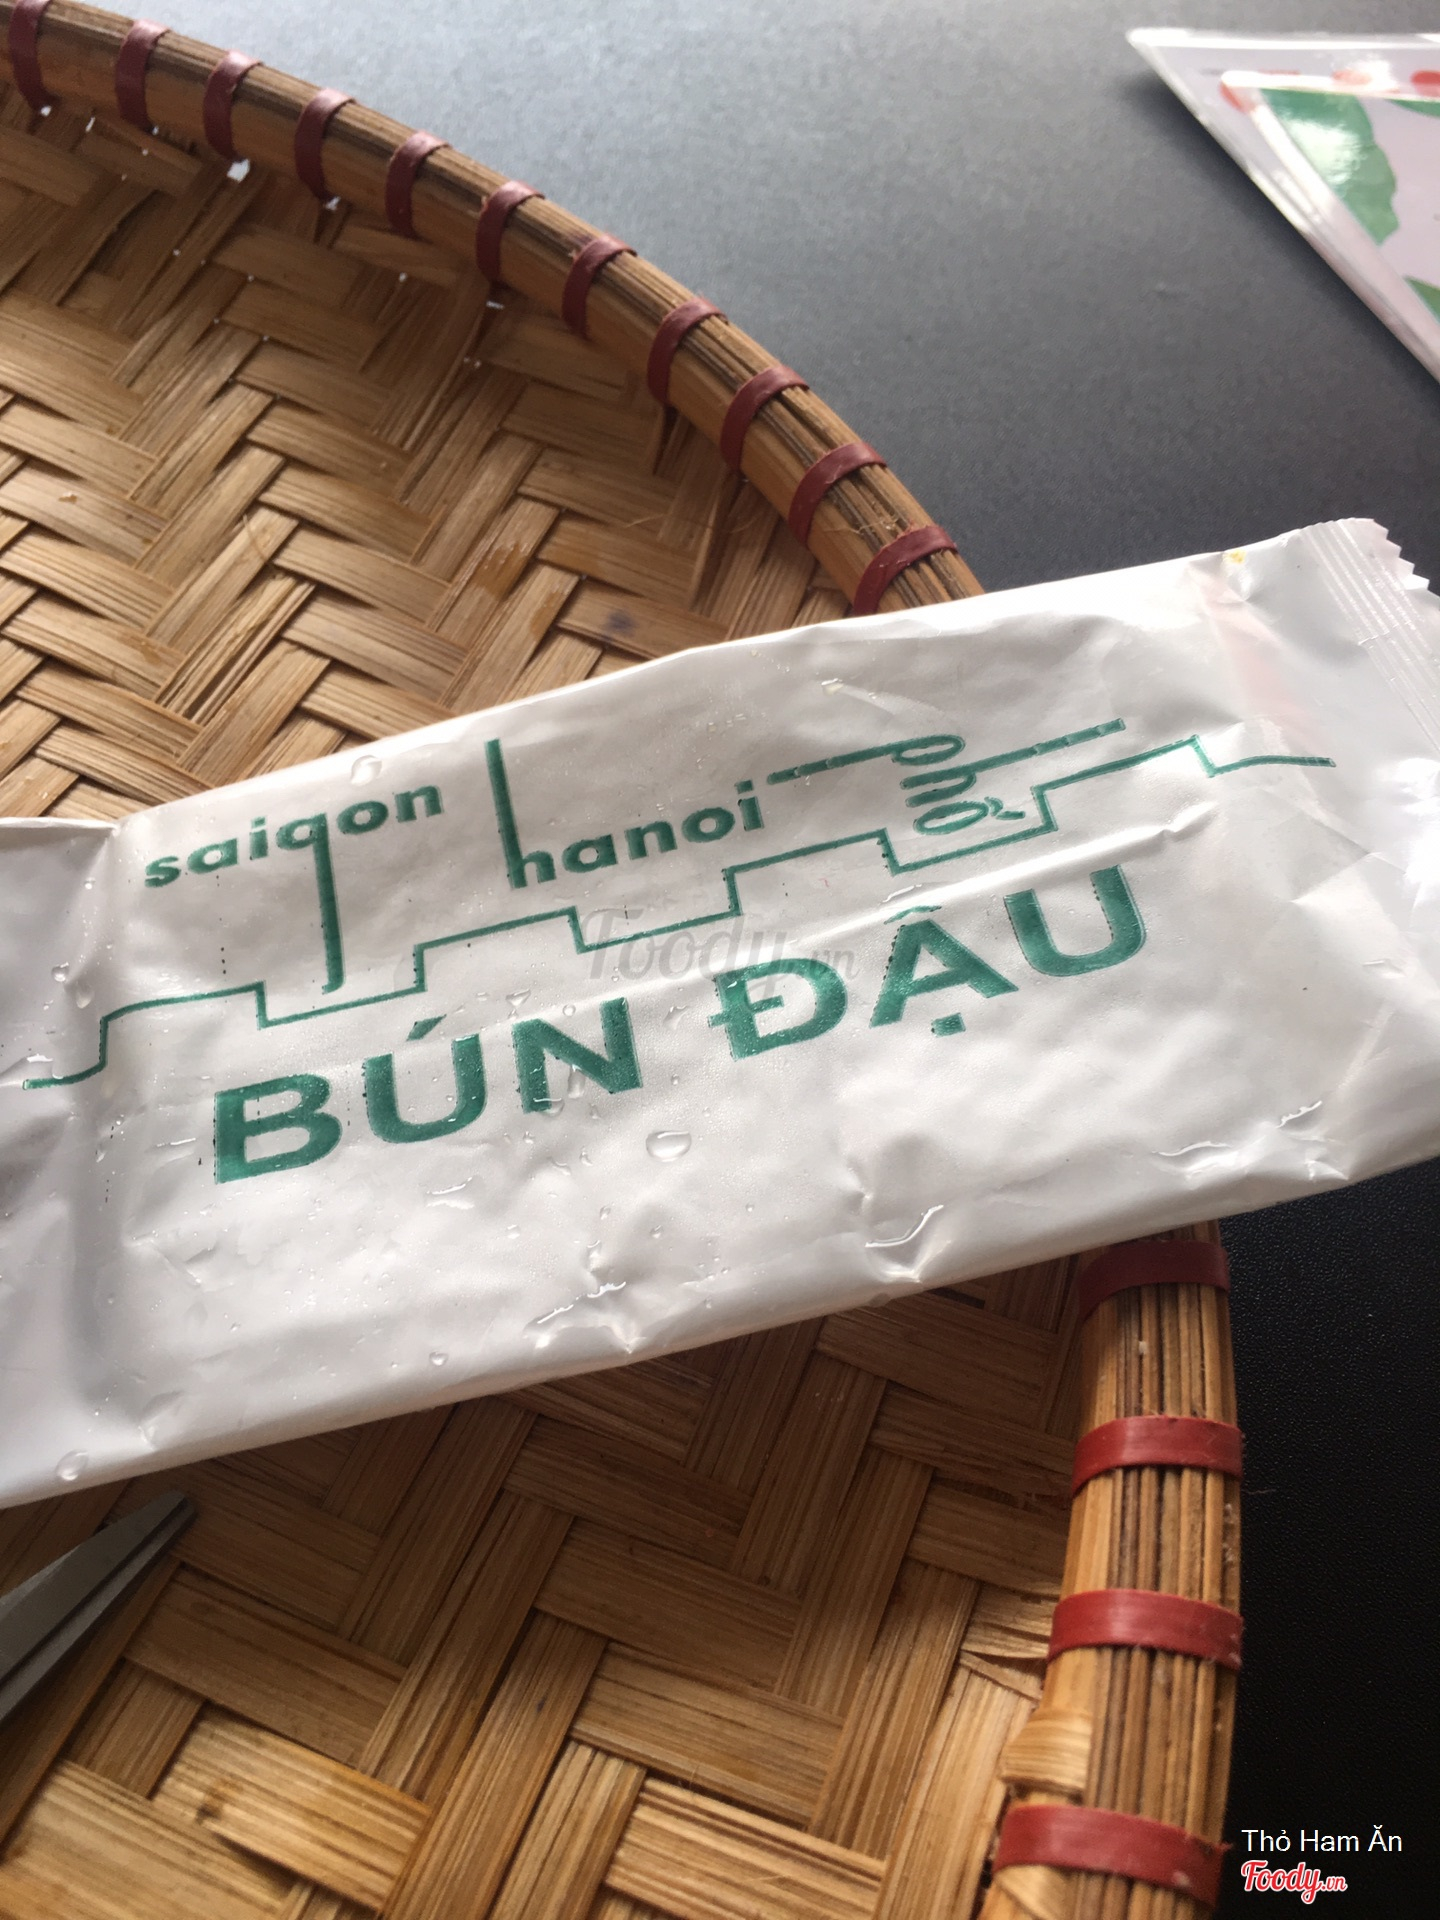 saigon hanoi phố
BÚN ĐẬU
Foody.vn
Thỏ Ham Ăn
Foody.vn